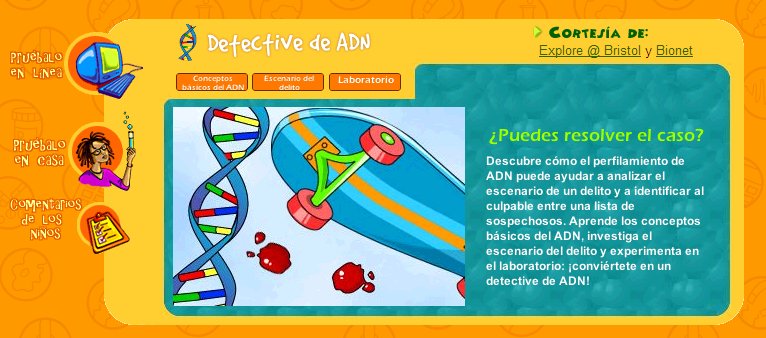 Pruébalo
en línea
Pruébalo
en casa
Comentarios
de los
niños
Detective de ADN
Conceptos
básicos del ADN
Escenario del
delito
Laboratorio
Cortesía de:
Explore @ Bristol y Bionet
¿Puedes resolver el caso?
Descubre cómo el perfilamiento de
ADN puede ayudar a analizar el
escenario de un delito y a identificar al
culpable entre una lista de
sospechosos. Aprende los conceptos
básicos del ADN, investiga el
escenario del delito y experimenta en
el laboratorio: ¡conviértete en un
detective de ADN!